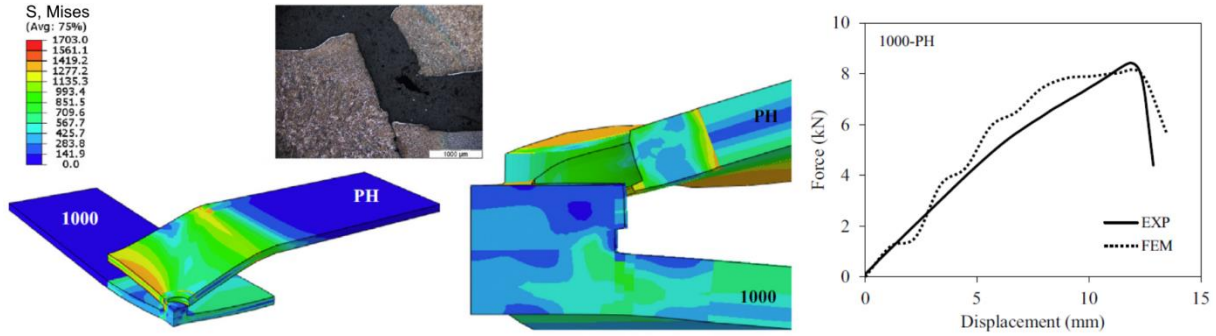 S, Mises
(Avg: 75%)
1703.0
1561.1
1419.2
1277.2
1135.3
993.4
851.5
709.6
567.7
425.7
283.8
141.9
0.0
1000
PH
1000 µm
PH
1000
1000-PH
10
8
6
4
2
0
Force (kN)
EXP
FEM
0
5
10
15
Displacement (mm)